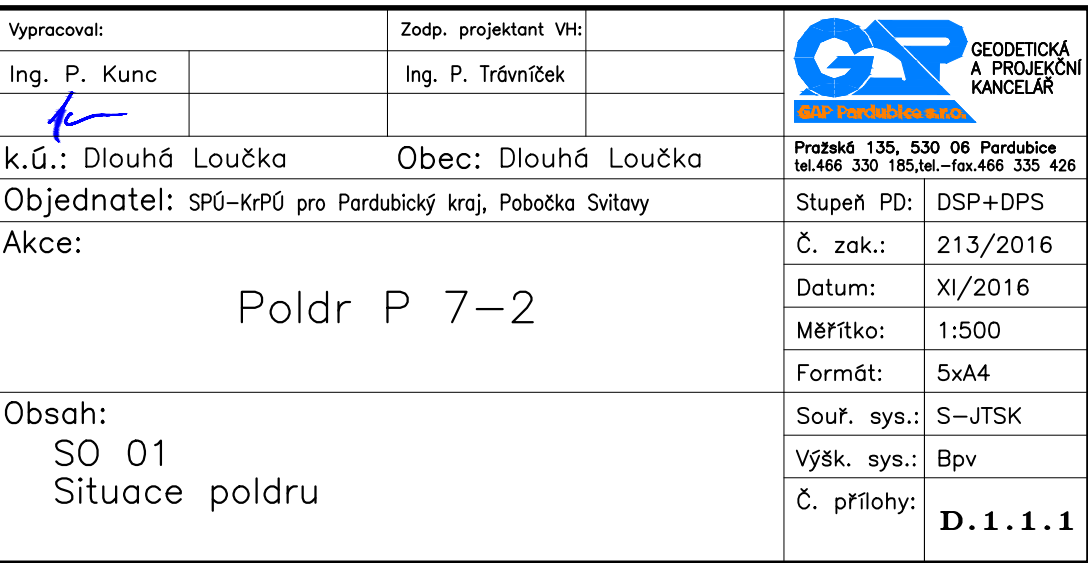 Vypracoval: Zodp. projektant VH:
Ing. P. Kunc Ing. P. Trávníček
GAP
GEODETICKÁ
A PROJEKČNÍ
KANCELÁŘ
GAP Pardubice s.r.o.
k.ú.: Dlouhá Loučka Obec: Dlouhá Loučka
Pražská 135, 530 06 Pardubice
tel.466 330 185,tel.-fax.466 335 426
Objednatel: SPÚ-KrPÚ pro Pardubický kraj, Pobočka Svitavy
Stupeň PD: DSP+DPS
Akce:
Poldr P 7-2
Č. zak.: 213/2016
Datum: XI/2016
Měřítko: 1:500
Formát: 5xA4
Obsah:
SO 01
Situace poldru
Souř. sys.: S-JTSK
Výšk. sys.: Bpv
Č. přílohy: D.1.1.1